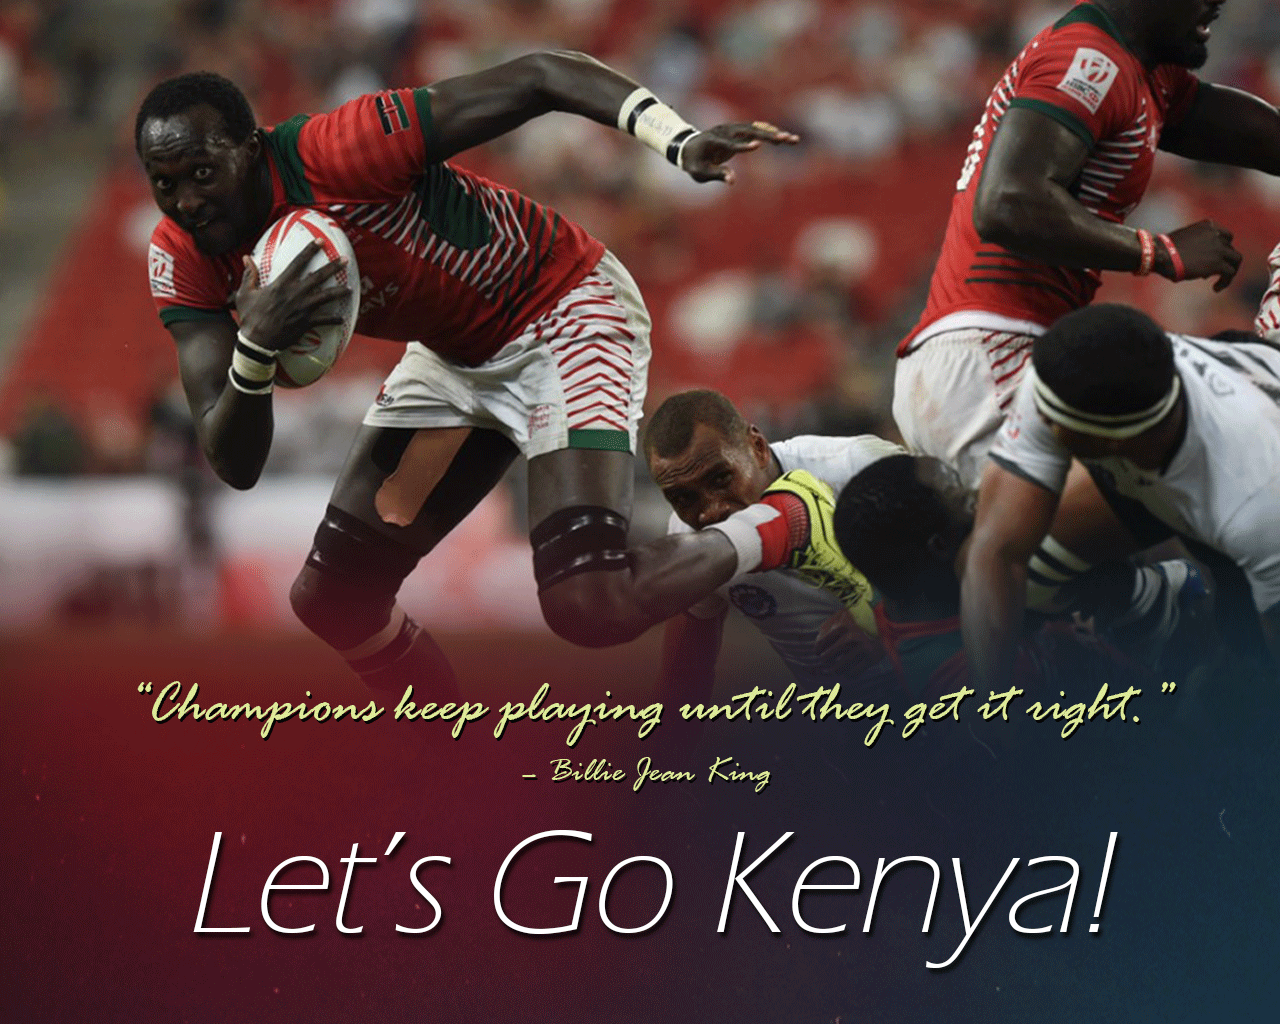 “Champions keep playing until they get it right.”
– Billie Jean King
Let’s Go Kenya!